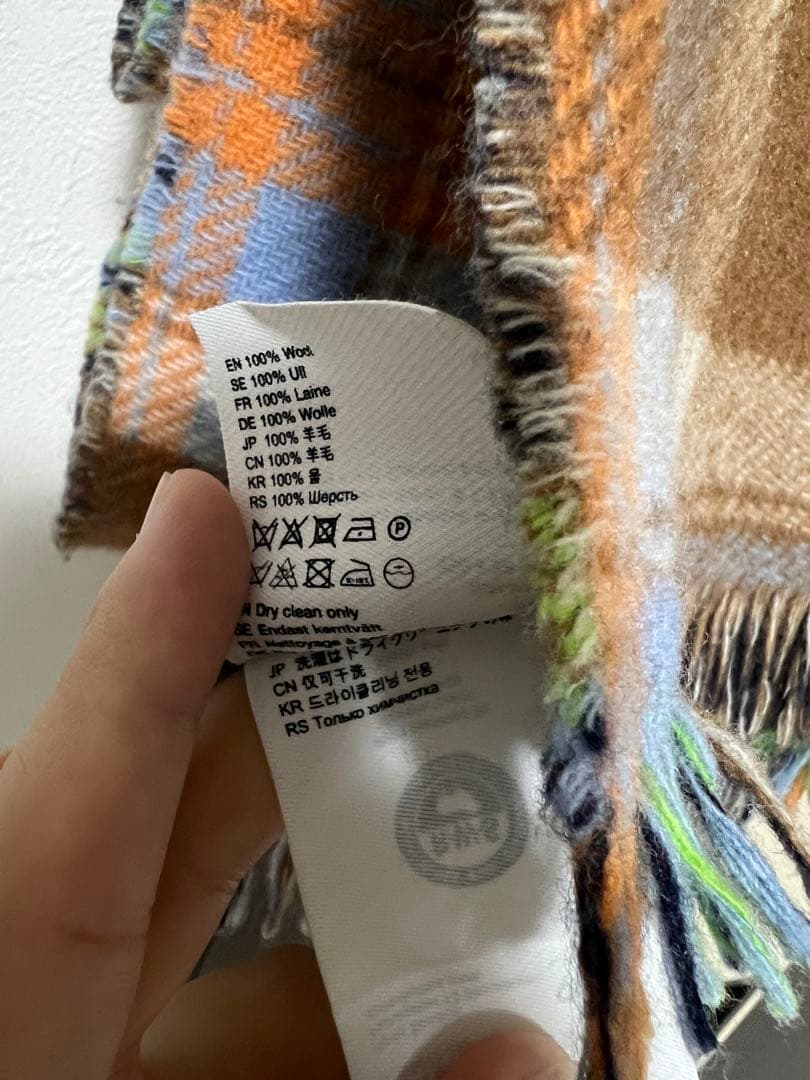 EN 100% Wool
SE 100% Ull
FR 100% Laine
DE 100% Wolle
JP 100% 羊毛
CN 100% 羊毛
KR 100% 울
RS 100% Шерсть
P
Dry clean only
SE Endast kemtvätt
FR Nettoyage à
JP 洗濯はドライクリーニングのみ
CN 仅可干洗
KR 드라이클리닝 전용
RS Только химчистка